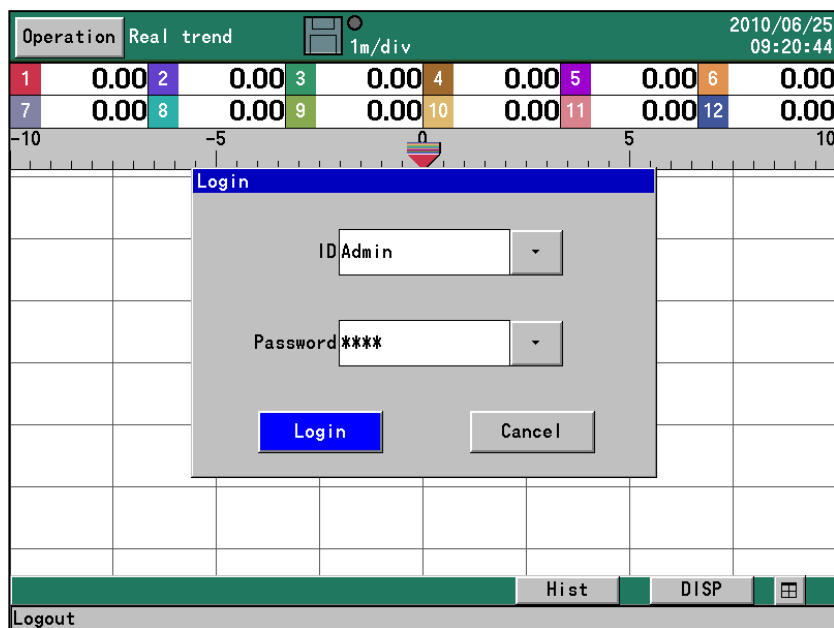 Operation Real trend 1m/div 2010/06/25
09:20:44
1 0.00 2 0.00 3 0.00 4 0.00 5 0.00 6 0.00
7 0.00 8 0.00 9 0.00 10 0.00 11 0.00 12 0.00
-10 -5 0 5 10
Login
ID Admin
Password ****
Login Cancel
Hist DISP
Logout